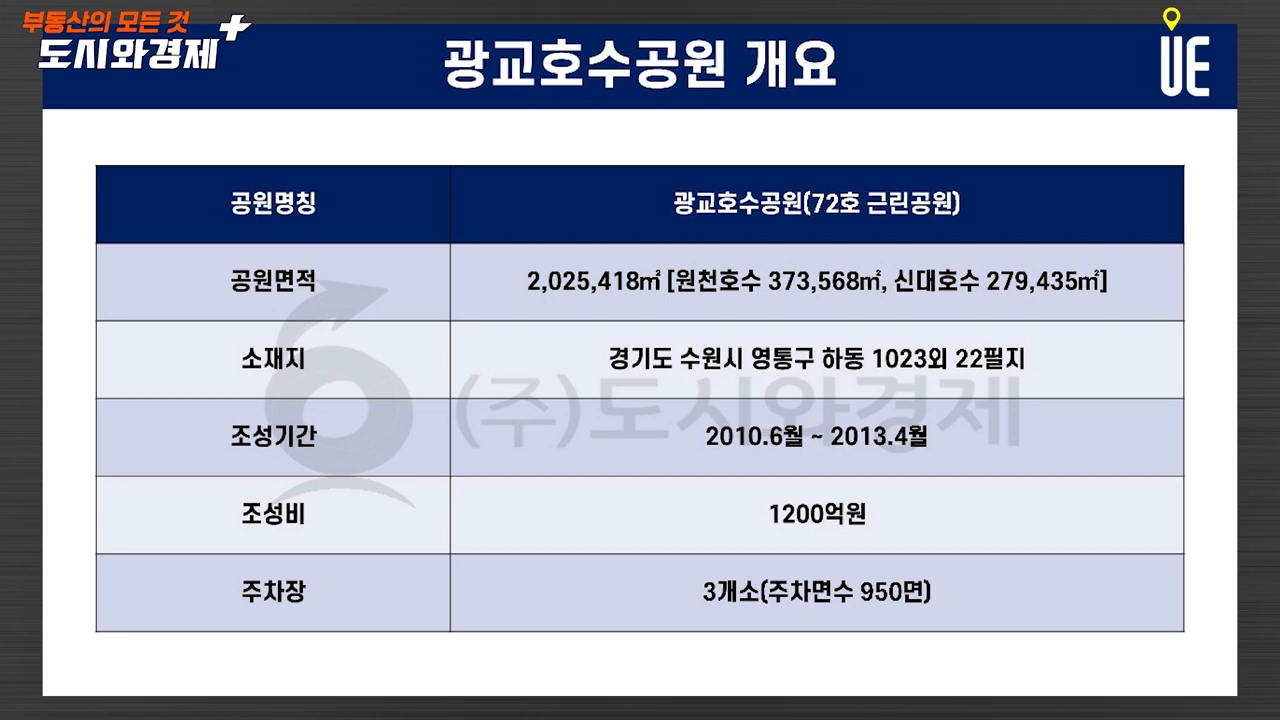 부동산의 모든 것
도시와경제+
광교호수공원 개요
UE
공원명칭 광교호수공원(72호 근린공원)
공원면적 2,025,418㎡ [원천호수 373,568㎡, 신대호수 279,435㎡]
소재지 경기도 수원시 영통구 하동 1023외 22필지
조성기간 2010.6월 ~ 2013.4월
조성비 1200억원
주차장 3개소(주차면수 950면)
(주)도시와경제